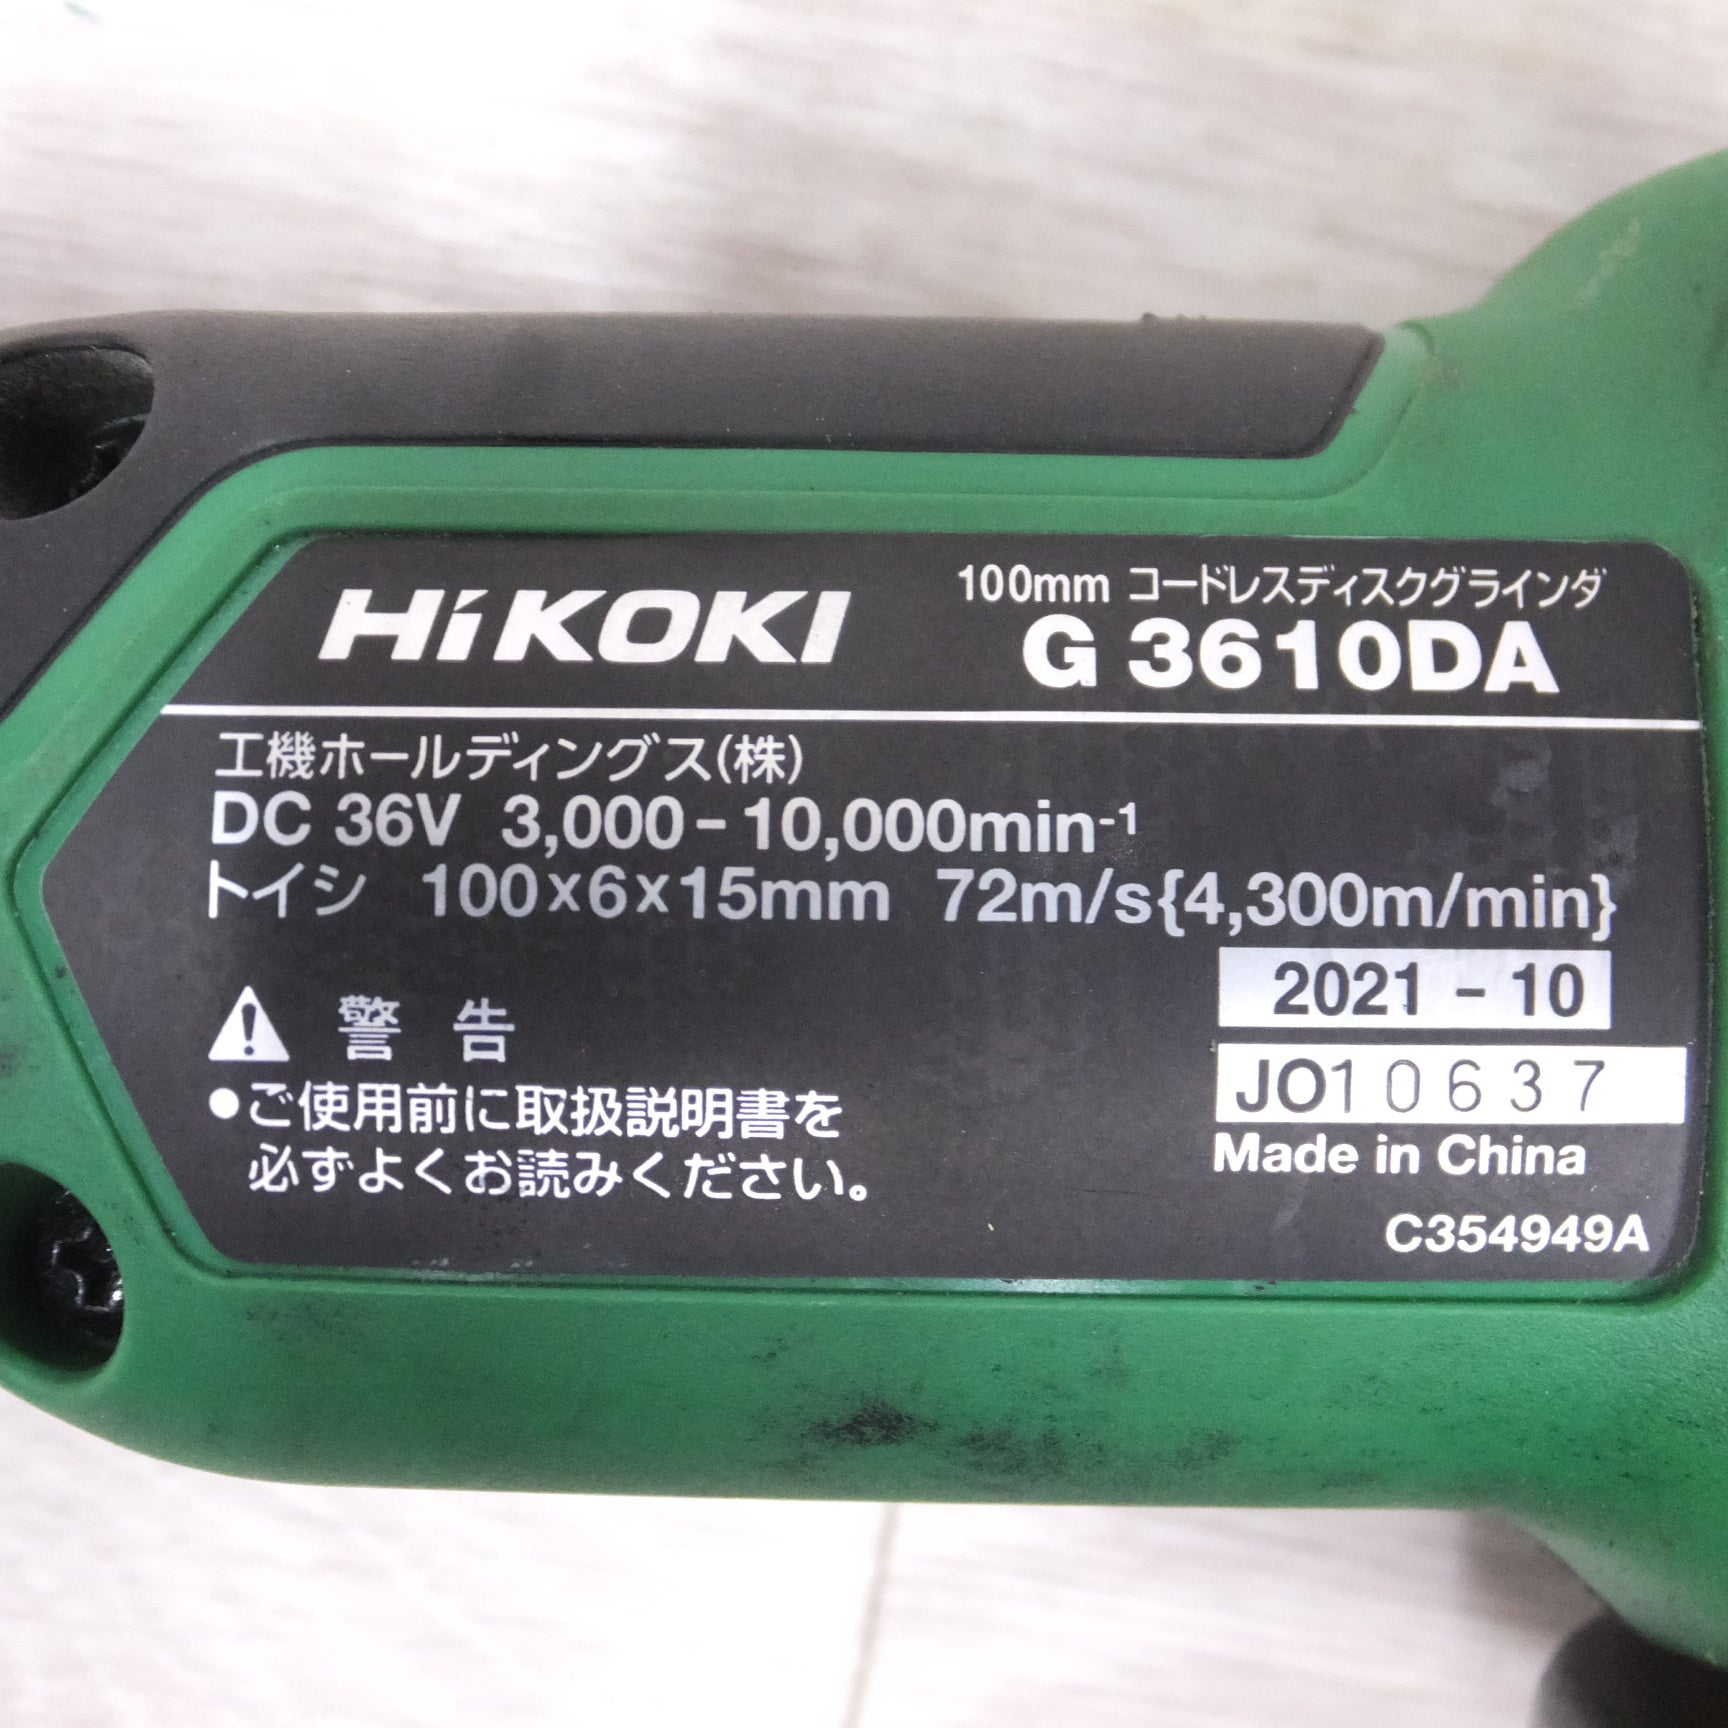 HiKOKI
100mm コードレスディスクグラインダ
G 3610DA
工機ホールディングス(株)
DC 36V 3,000-10,000min⁻¹
トイシ 100x6x15mm 72m/s{4,300m/min}
2021 - 10
警告
JO10637
●ご使用前に取扱説明書を
必ずよくお読みください。
Made in China
C354949A